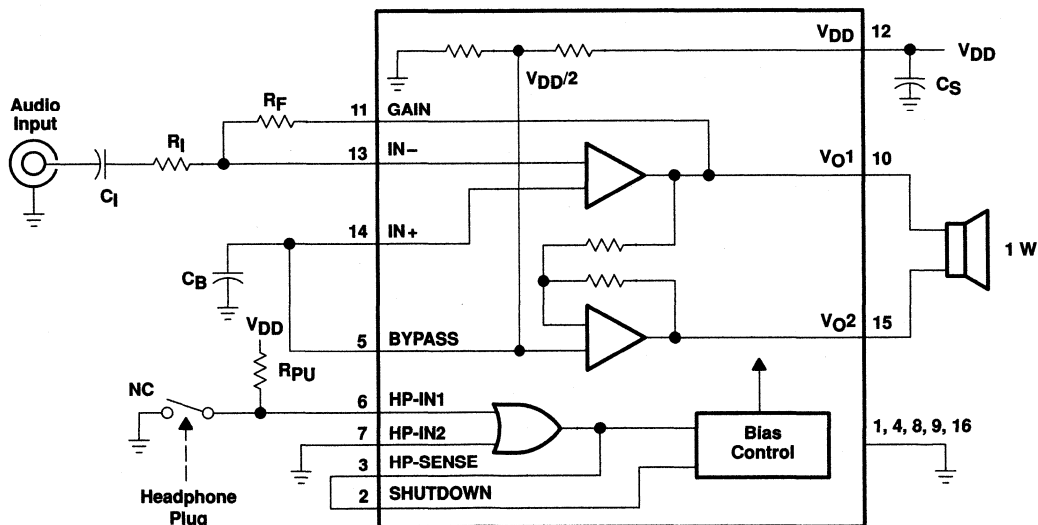 VDD 12
VDD
VDD/2
CS
Audio
Input
RF
11 GAIN
RI
13 IN−
CI
VO1 10
14 IN+
CB
1 W
VDD
VO2
15
5 BYPASS
RPU
NC
6 HP-IN1
7 HP-IN2
3 HP-SENSE
2 SHUTDOWN
Bias
Control
1, 4, 8, 9, 16
Headphone
Plug